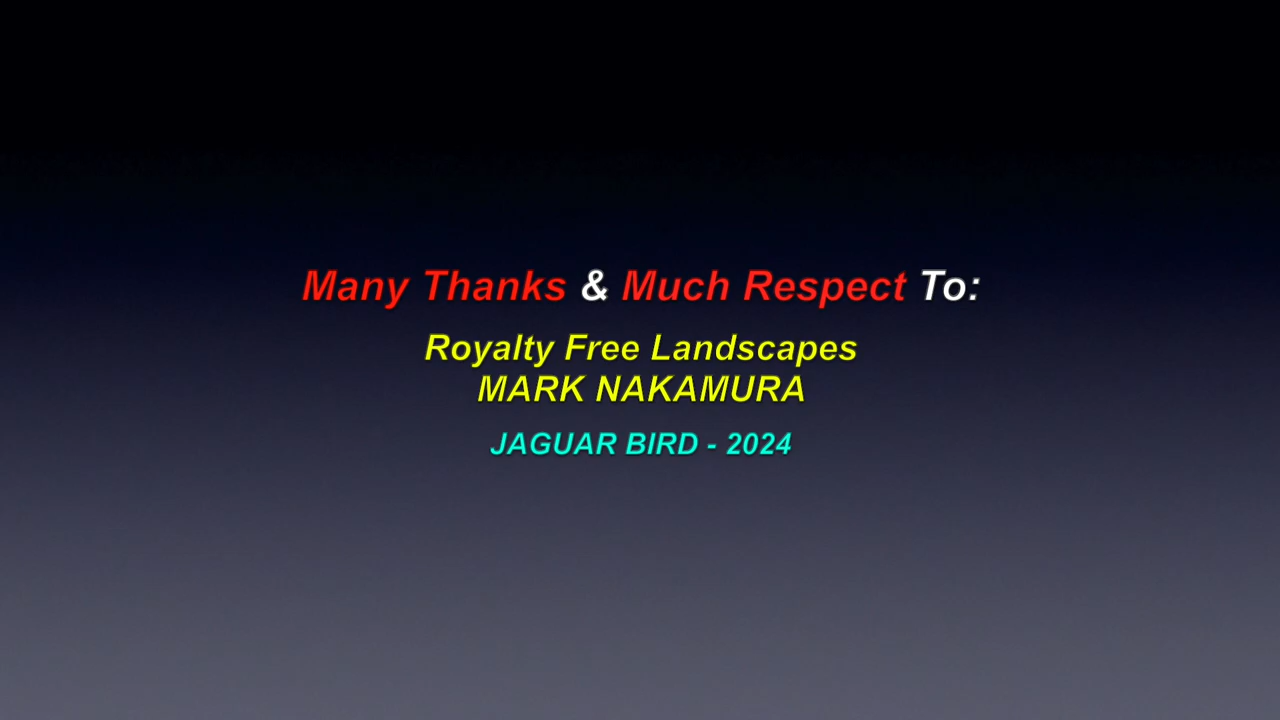 Many Thanks & Much Respect To:
Royalty Free Landscapes
MARK NAKAMURA
JAGUAR BIRD - 2024